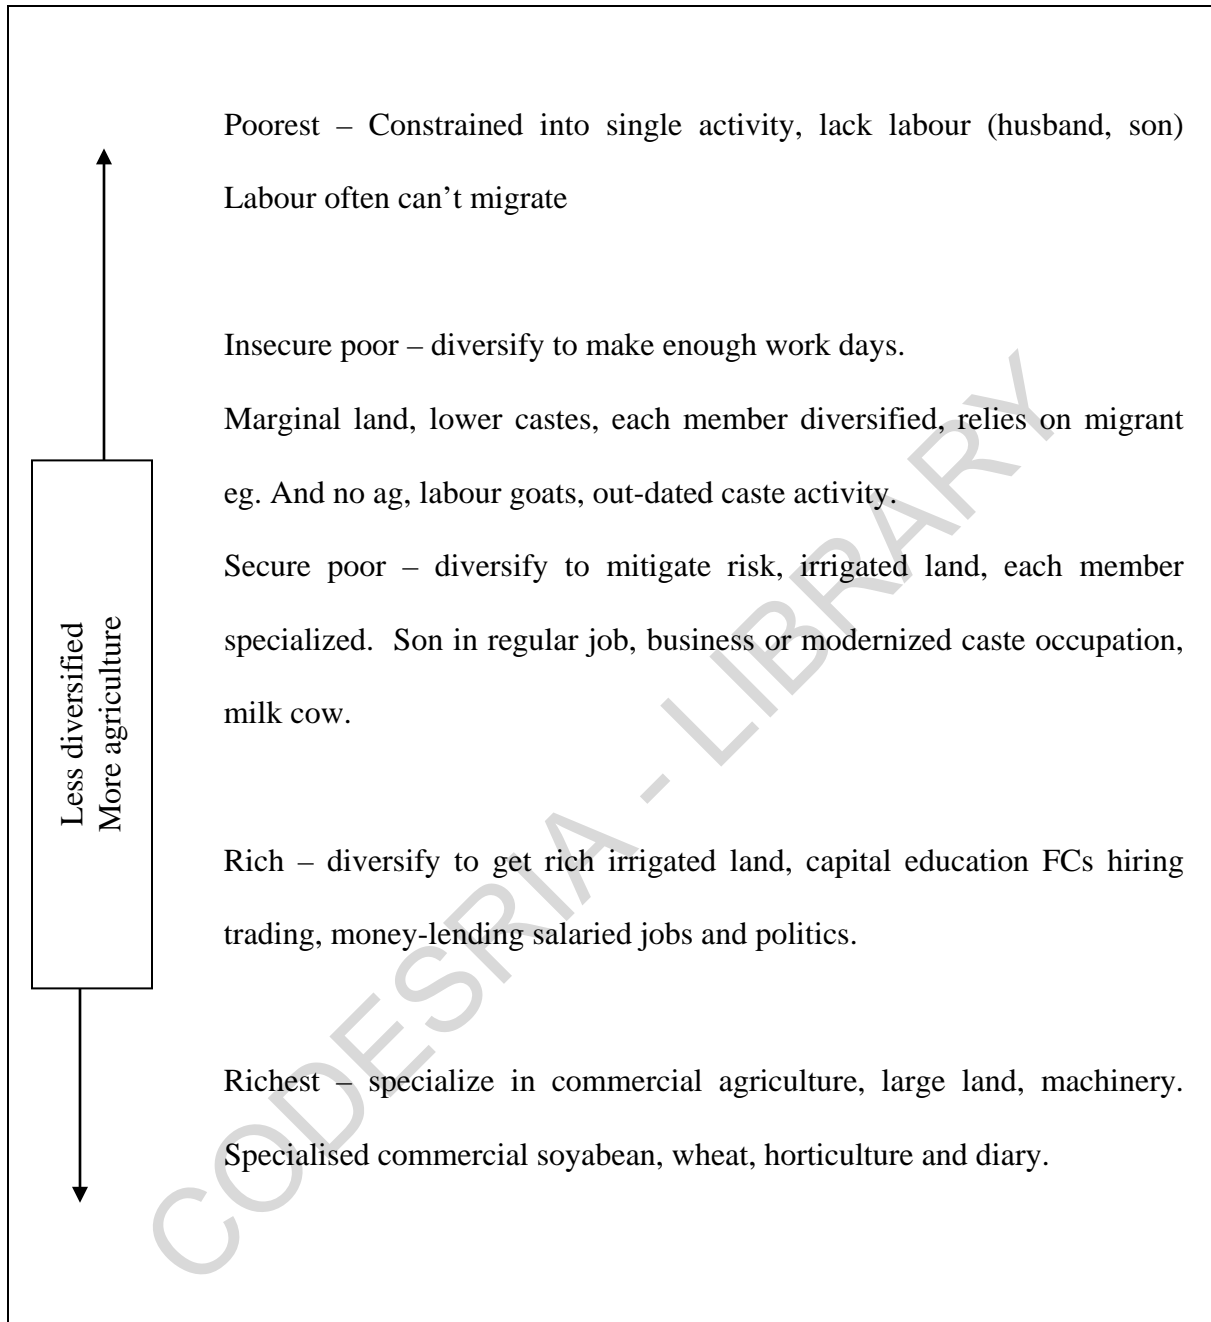 Poorest – Constrained into single activity, lack labour (husband, son)
Labour often can’t migrate
Insecure poor – diversify to make enough work days.
Marginal land, lower castes, each member diversified, relies on migrant
eg. And no ag, labour goats, out-dated caste activity.
Secure poor – diversify to mitigate risk, irrigated land, each member
specialized. Son in regular job, business or modernized caste occupation,
milk cow.
Rich – diversify to get rich irrigated land, capital education FCs hiring
trading, money-lending salaried jobs and politics.
Richest – specialize in commercial agriculture, large land, machinery.
Specialised commercial soyabean, wheat, horticulture and diary.
Less diversified
More agriculture
CODESRIA - LIBRARY